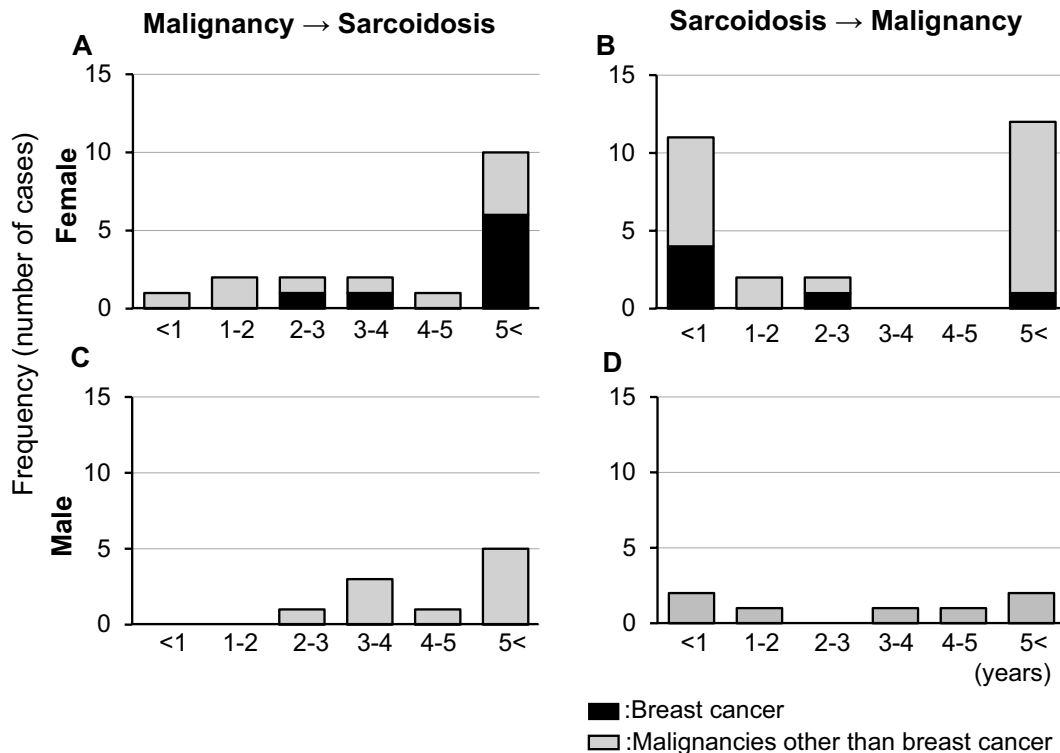 Malignancy → Sarcoidosis
Sarcoidosis → Malignancy
Frequency (number of cases)
Female
A
15
10
5
0
<1 1-2 2-3 3-4 4-5 5<
B
15
10
5
0
<1 1-2 2-3 3-4 4-5 5<
Male
C
15
10
5
0
<1 1-2 2-3 3-4 4-5 5<
D
15
10
5
0
<1 1-2 2-3 3-4 4-5 5<
(years)
:Breast cancer
:Malignancies other than breast cancer